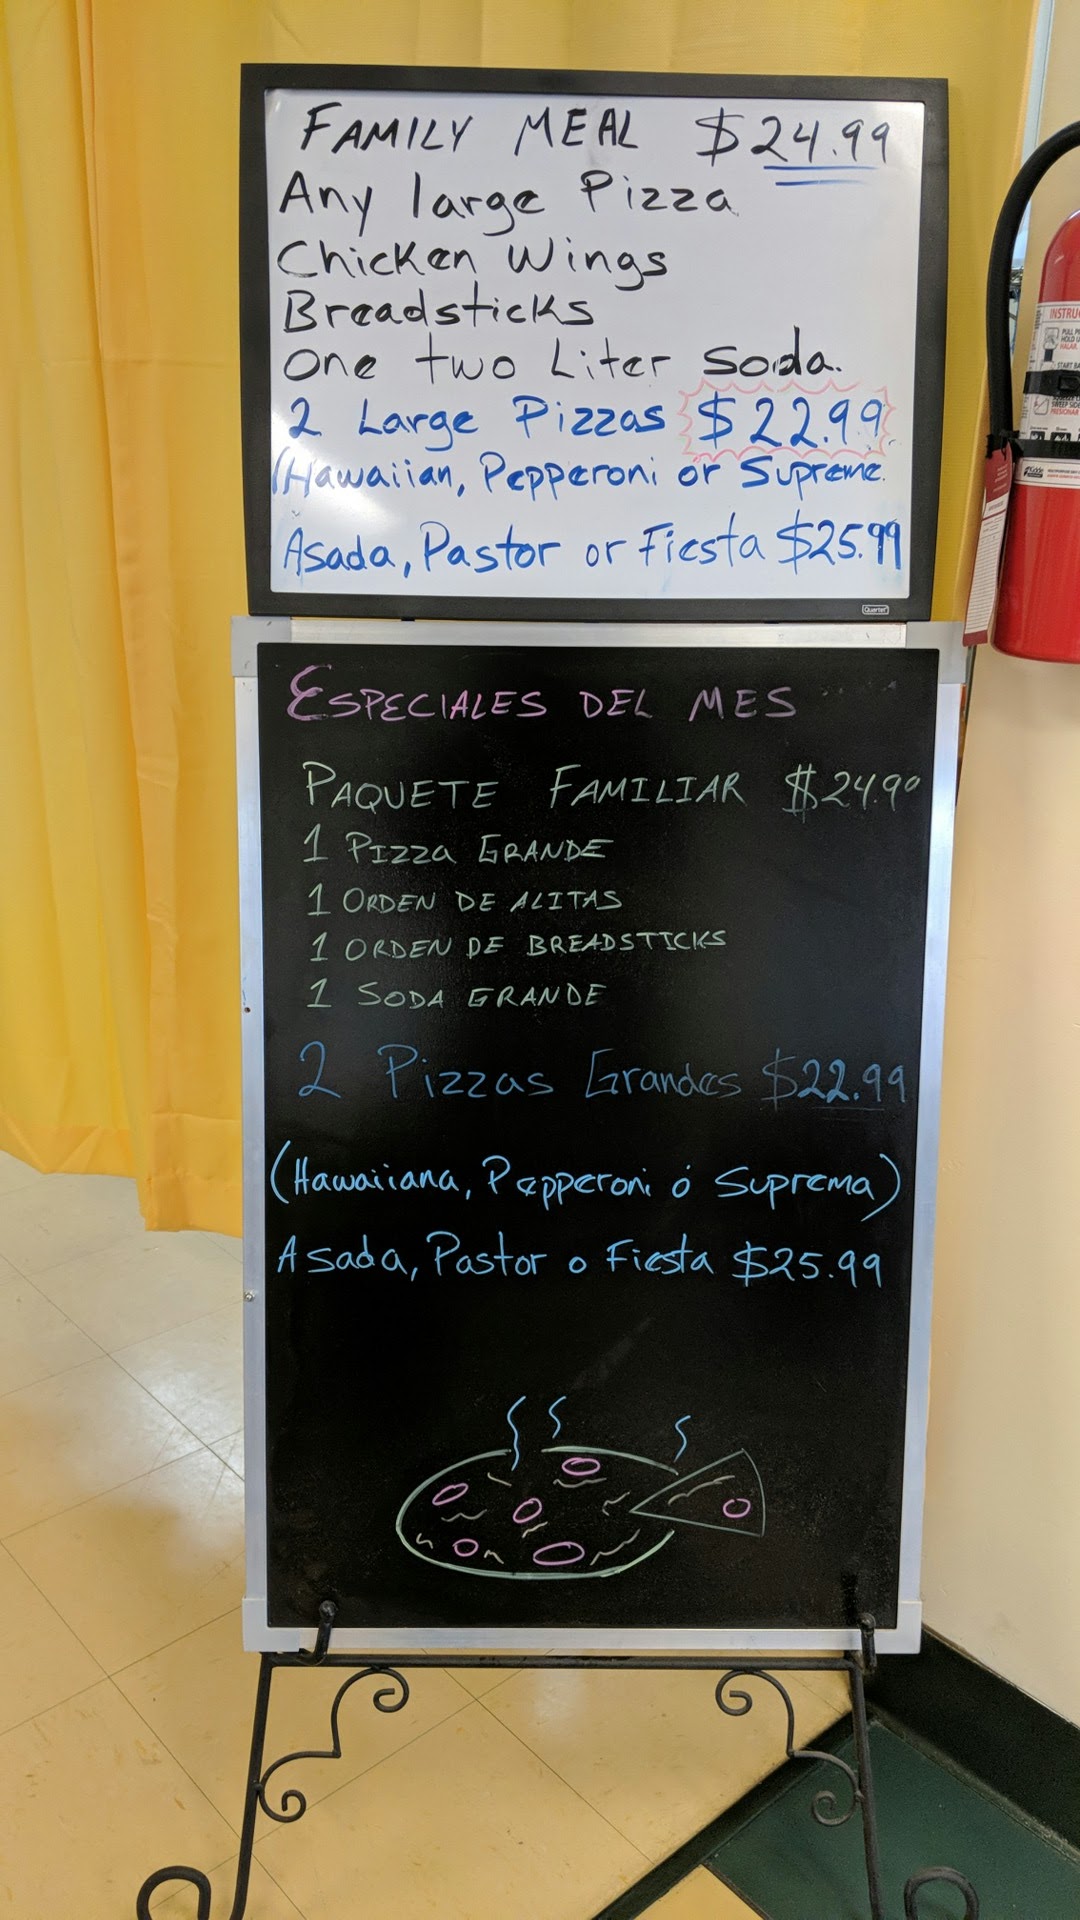 FAMILY MEAL $24.99
Any large Pizza
Chicken Wings
Breadsticks
One two Liter Soda.
2 Large Pizzas $22.99
(Hawaiian, Pepperoni or Supreme.
Asada, Pastor or Fiesta $25.99
Quartet
ESPECIALES DEL MES
PAQUETE FAMILIAR $24.99
1 PIZZA GRANDE
1 ORDEN DE ALITAS
1 ORDEN DE BREADSTICKS
1 SODA GRANDE
2 Pizzas Grandes $22.99
(Hawaiiana, Pepperoni ó Suprema)
Asada, Pastor o Fiesta $25.99
INSTRU
Kidde